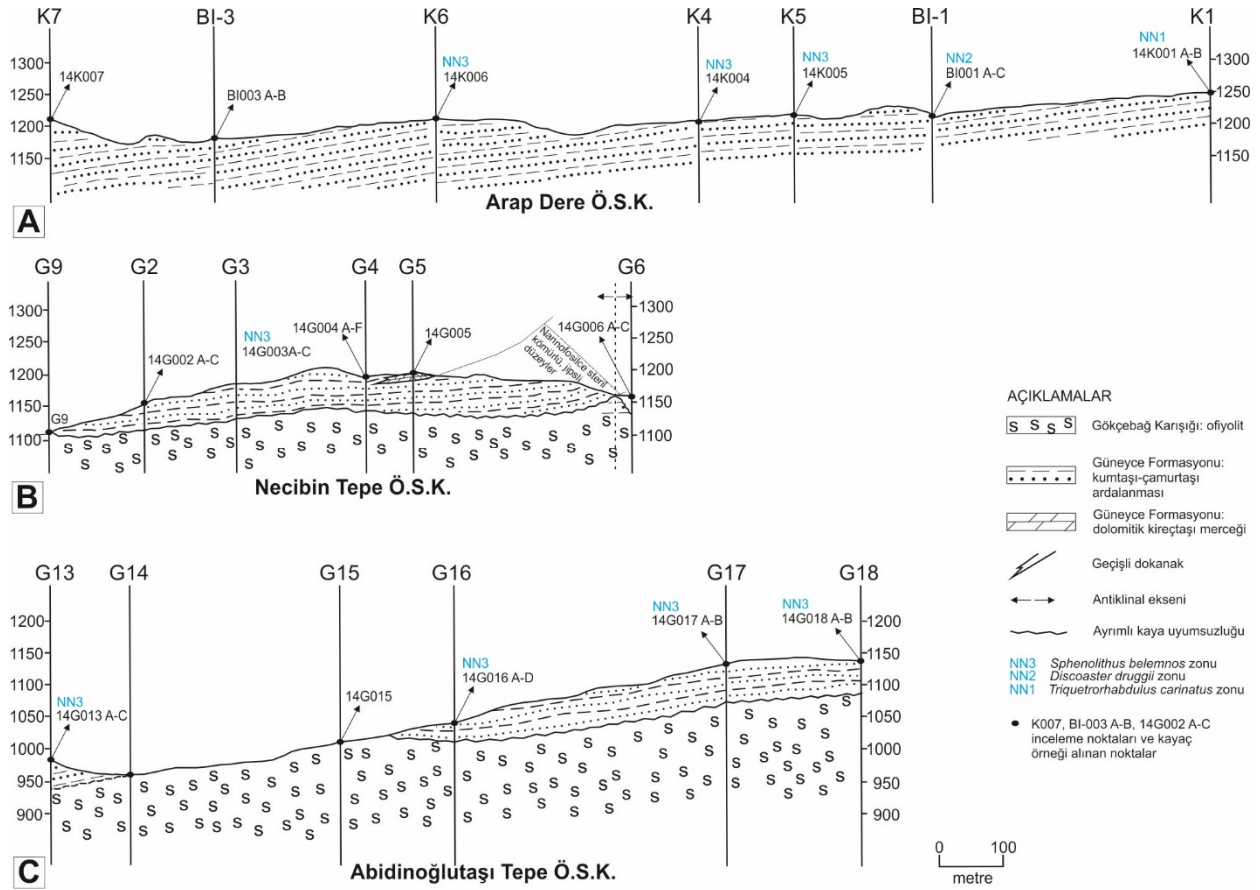 K7 BI-3 K6 K4 K5 BI-1 K1
NN3 NN3 NN3 NN2 NN1
14K007 BI003 A-B 14K006 14K004 14K005 BI001 A-C 14K001 A-B
1300 1300
1250 1250
1200 1200
1150 1150
A
Arap Dere Ö.S.K.
G9 G2 G3 G4 G5 G6
1300 1300
1250 1250
1200 1200
1150 1150
1100 1100
14G002 A-C
NN3
14G003A-C
14G004 A-F
14G005
14G006 A-C
Nannofosilce steril
kömürlü, jipsli
düzeyler
G9
S S S S
B
Necibin Tepe Ö.S.K.
G13 G14 G15 G16 G17 G18
1200 1200
1150 1150
1100 1100
1050 1050
1000 1000
950 950
900 900
NN3
14G013 A-C
14G015
NN3
14G016 A-D
NN3
14G017 A-B
NN3
14G018 A-B
S S S S
C
Abidinoğlutaşı Tepe Ö.S.K.
AÇIKLAMALAR
S S S S Gökçebağ Karışığı: ofiyolit
Güneyce Formasyonu:
kumtaşı-çamurtaşı
ardalanması
Güneyce Formasyonu:
dolomitik kireçtaşı merceği
Geçişli dokanak
Antiklinal ekseni
Ayrımlı kaya uyumsuzluğu
NN3 Sphenolithus belemnos zonu
NN2 Discoaster druggii zonu
NN1 Triquetrorhabdulus carinatus zonu
K007, BI-003 A-B, 14G002 A-C
inceleme noktaları ve kayaç
örneği alınan noktalar
0 100
metre